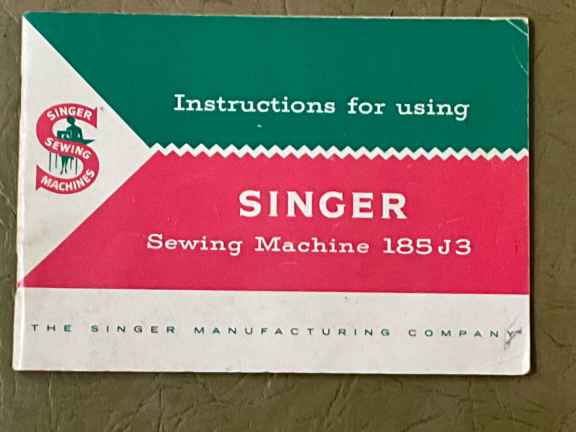 SINGER
SEWING
MACHINES
Instructions for using
SINGER
Sewing Machine 185J3
THE SINGER MANUFACTURING COMPANY